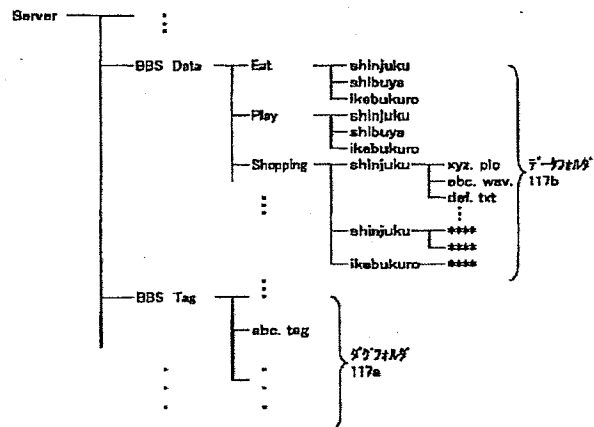 Server
BBS Data
Eat
shinjuku
shibuya
ikebukuro
Play
shinjuku
shibuya
ikebukuro
Shopping
shinjuku
xyz. pic
abc. wav.
def. txt
shinjuku
****
****
ikebukuro
****
データフォルダ
117b
BBS Tag
abc. tag
タグフォルダ
117a